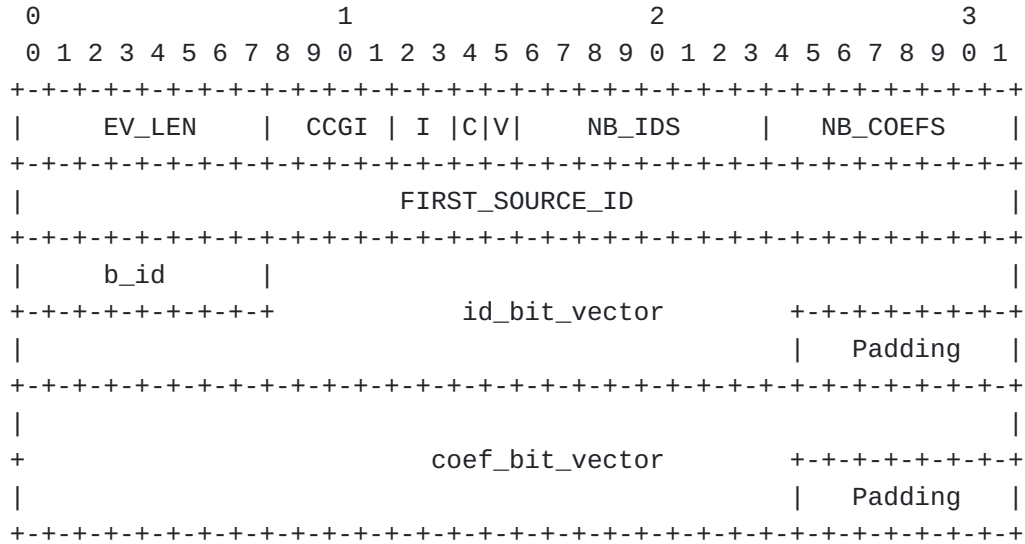 0                   1                   2                   3
 0 1 2 3 4 5 6 7 8 9 0 1 2 3 4 5 6 7 8 9 0 1 2 3 4 5 6 7 8 9 0 1
+-+-+-+-+-+-+-+-+-+-+-+-+-+-+-+-+-+-+-+-+-+-+-+-+-+-+-+-+-+-+-+-+
|     EV_LEN    |  CCGI | I |C|V|    NB_IDS     |   NB_COEFS    |
+-+-+-+-+-+-+-+-+-+-+-+-+-+-+-+-+-+-+-+-+-+-+-+-+-+-+-+-+-+-+-+-+
|                        FIRST_SOURCE_ID                        |
+-+-+-+-+-+-+-+-+-+-+-+-+-+-+-+-+-+-+-+-+-+-+-+-+-+-+-+-+-+-+-+-+
|     b_id      |                                               |
+-+-+-+-+-+-+-+-+            id_bit_vector        +-+-+-+-+-+-+-+
|                                                 |   Padding   |
+-+-+-+-+-+-+-+-+-+-+-+-+-+-+-+-+-+-+-+-+-+-+-+-+-+-+-+-+-+-+-+-+
|                                                               |
+                          coef_bit_vector        +-+-+-+-+-+-+-+
|                                                 |   Padding   |
+-+-+-+-+-+-+-+-+-+-+-+-+-+-+-+-+-+-+-+-+-+-+-+-+-+-+-+-+-+-+-+-+